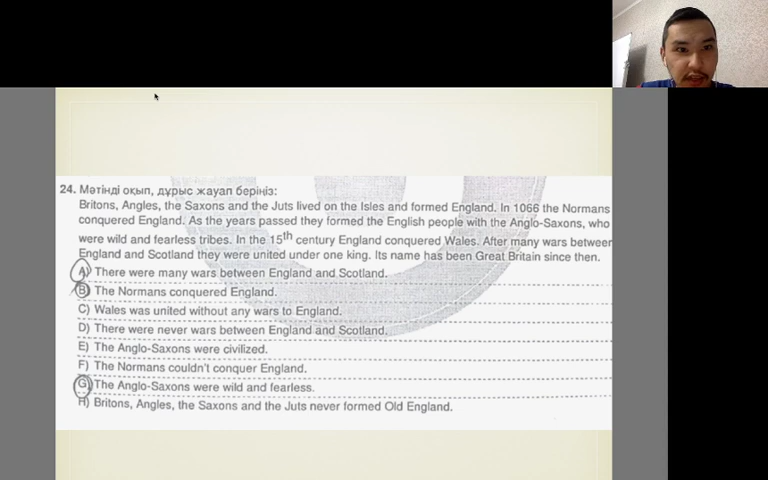 24. Мәтінді оқып, дұрыс жауап беріңіз:
Britons, Angles, the Saxons and the Juts lived on the Isles and formed England. In 1066 the Normans
conquered England. As the years passed they formed the English people with the Anglo-Saxons, who
were wild and fearless tribes. In the 15th century England conquered Wales. After many wars between
England and Scotland they were united under one king. Its name has been Great Britain since then.
A) There were many wars between England and Scotland.
B) The Normans conquered England.
C) Wales was united without any wars to England.
D) There were never wars between England and Scotland.
E) The Anglo-Saxons were civilized.
F) The Normans couldn't conquer England.
G) The Anglo-Saxons were wild and fearless.
H) Britons, Angles, the Saxons and the Juts never formed Old England.